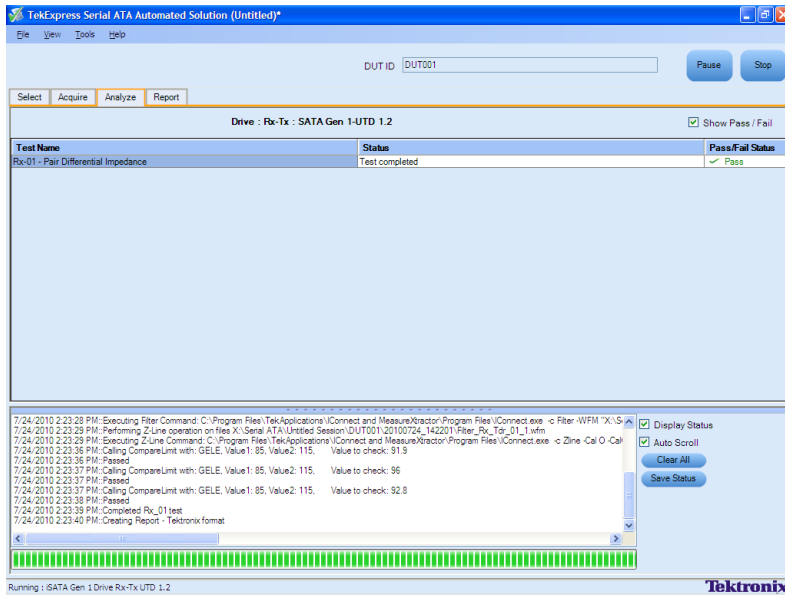 TekExpress Serial ATA Automated Solution (Untitled)*
File View Tools Help
DUT ID DUT001 Pause Stop
Select Acquire Analyze Report
Drive : Rx-Tx : SATA Gen 1-UTD 1.2 Show Pass / Fail
Test Name Status Pass/Fail Status
Rx-01 - Pair Differential Impedance Test completed Pass
7/24/2010 2:23:28 PM::Executing Filter Command: C:\Program Files\TekApplications\IConnect and MeasureXtractor\Program Files\IConnect.exe -c Filter -WFM "X:\S
7/24/2010 2:23:29 PM::Performing Z-Line operation on files X:\Serial ATA\Untitled Session\DUT001\20100724_142201\Filter_Rx_Tdr_01_1.wfm
7/24/2010 2:23:29 PM::Executing Z-Line Command: C:\Program Files\TekApplications\IConnect and MeasureXtractor\Program Files\IConnect.exe -c Zline -Cal O -Cal
7/24/2010 2:23:36 PM::Calling CompareLimit with: GELE, Value1: 85, Value2: 115, Value to check: 91.9
7/24/2010 2:23:36 PM::Passed
7/24/2010 2:23:37 PM::Calling CompareLimit with: GELE, Value1: 85, Value2: 115, Value to check: 96
7/24/2010 2:23:37 PM::Passed
7/24/2010 2:23:37 PM::Calling CompareLimit with: GELE, Value1: 85, Value2: 115, Value to check: 92.8
7/24/2010 2:23:38 PM::Passed
7/24/2010 2:23:39 PM::Completed Rx_01 test
7/24/2010 2:23:40 PM::Creating Report - Tektronix format
Display Status
Auto Scroll
Clear All
Save Status
Running : iSATA Gen 1 Drive Rx-Tx UTD 1.2 Tektronix